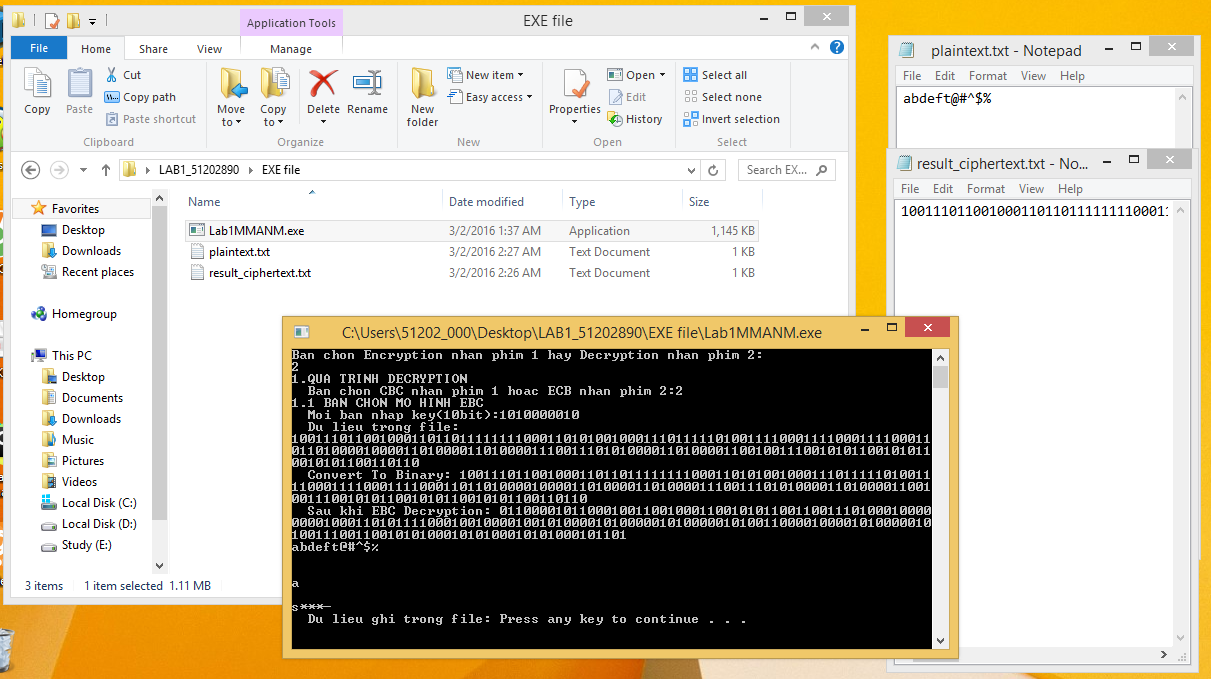 Application Tools
EXE file
File
Home
Share
View
Manage
Copy
Paste
Cut
Copy path
Paste shortcut
Clipboard
Move to
Copy to
Delete
Rename
Organize
New folder
New item
Easy access
New
Properties
Open
Edit
History
Open
Select all
Select none
Invert selection
Select
LAB1_51202890
EXE file
Search EX...
Favorites
Desktop
Downloads
Recent places
Homegroup
This PC
Desktop
Documents
Downloads
Music
Pictures
Videos
Local Disk (C:)
Local Disk (D:)
Study (E:)
Name Date modified Type Size
Lab1MMANM.exe 3/2/2016 1:37 AM Application 1,145 KB
plaintext.txt 3/2/2016 2:27 AM Text Document 1 KB
result_ciphertext.txt 3/2/2016 2:26 AM Text Document 1 KB
3 items 1 item selected 1.11 MB
plaintext.txt - Notepad
File Edit Format View Help
abdeft@#^$%
result_ciphertext.txt - No...
File Edit Format View Help
C:\Users\51202_000\Desktop\LAB1_51202890\EXE file\Lab1MMANM.exe
Ban chon Encryption nhan phim 1 hay Decryption nhan phim 2:
2
1.QUA TRINH DECRYPTION
Ban chon CBC nhan phim 1 hoac ECB nhan phim 2:2
1.1 BAN CHON MO HINH EBC
Moi ban nhap key(10bit):1010000010
Du lieu trong file:
0010101100110110
Convert To Binary:
Sau khi EBC Decryption:
abdeft@#^$%
a
Du lieu ghi trong file: Press any key to continue . . .